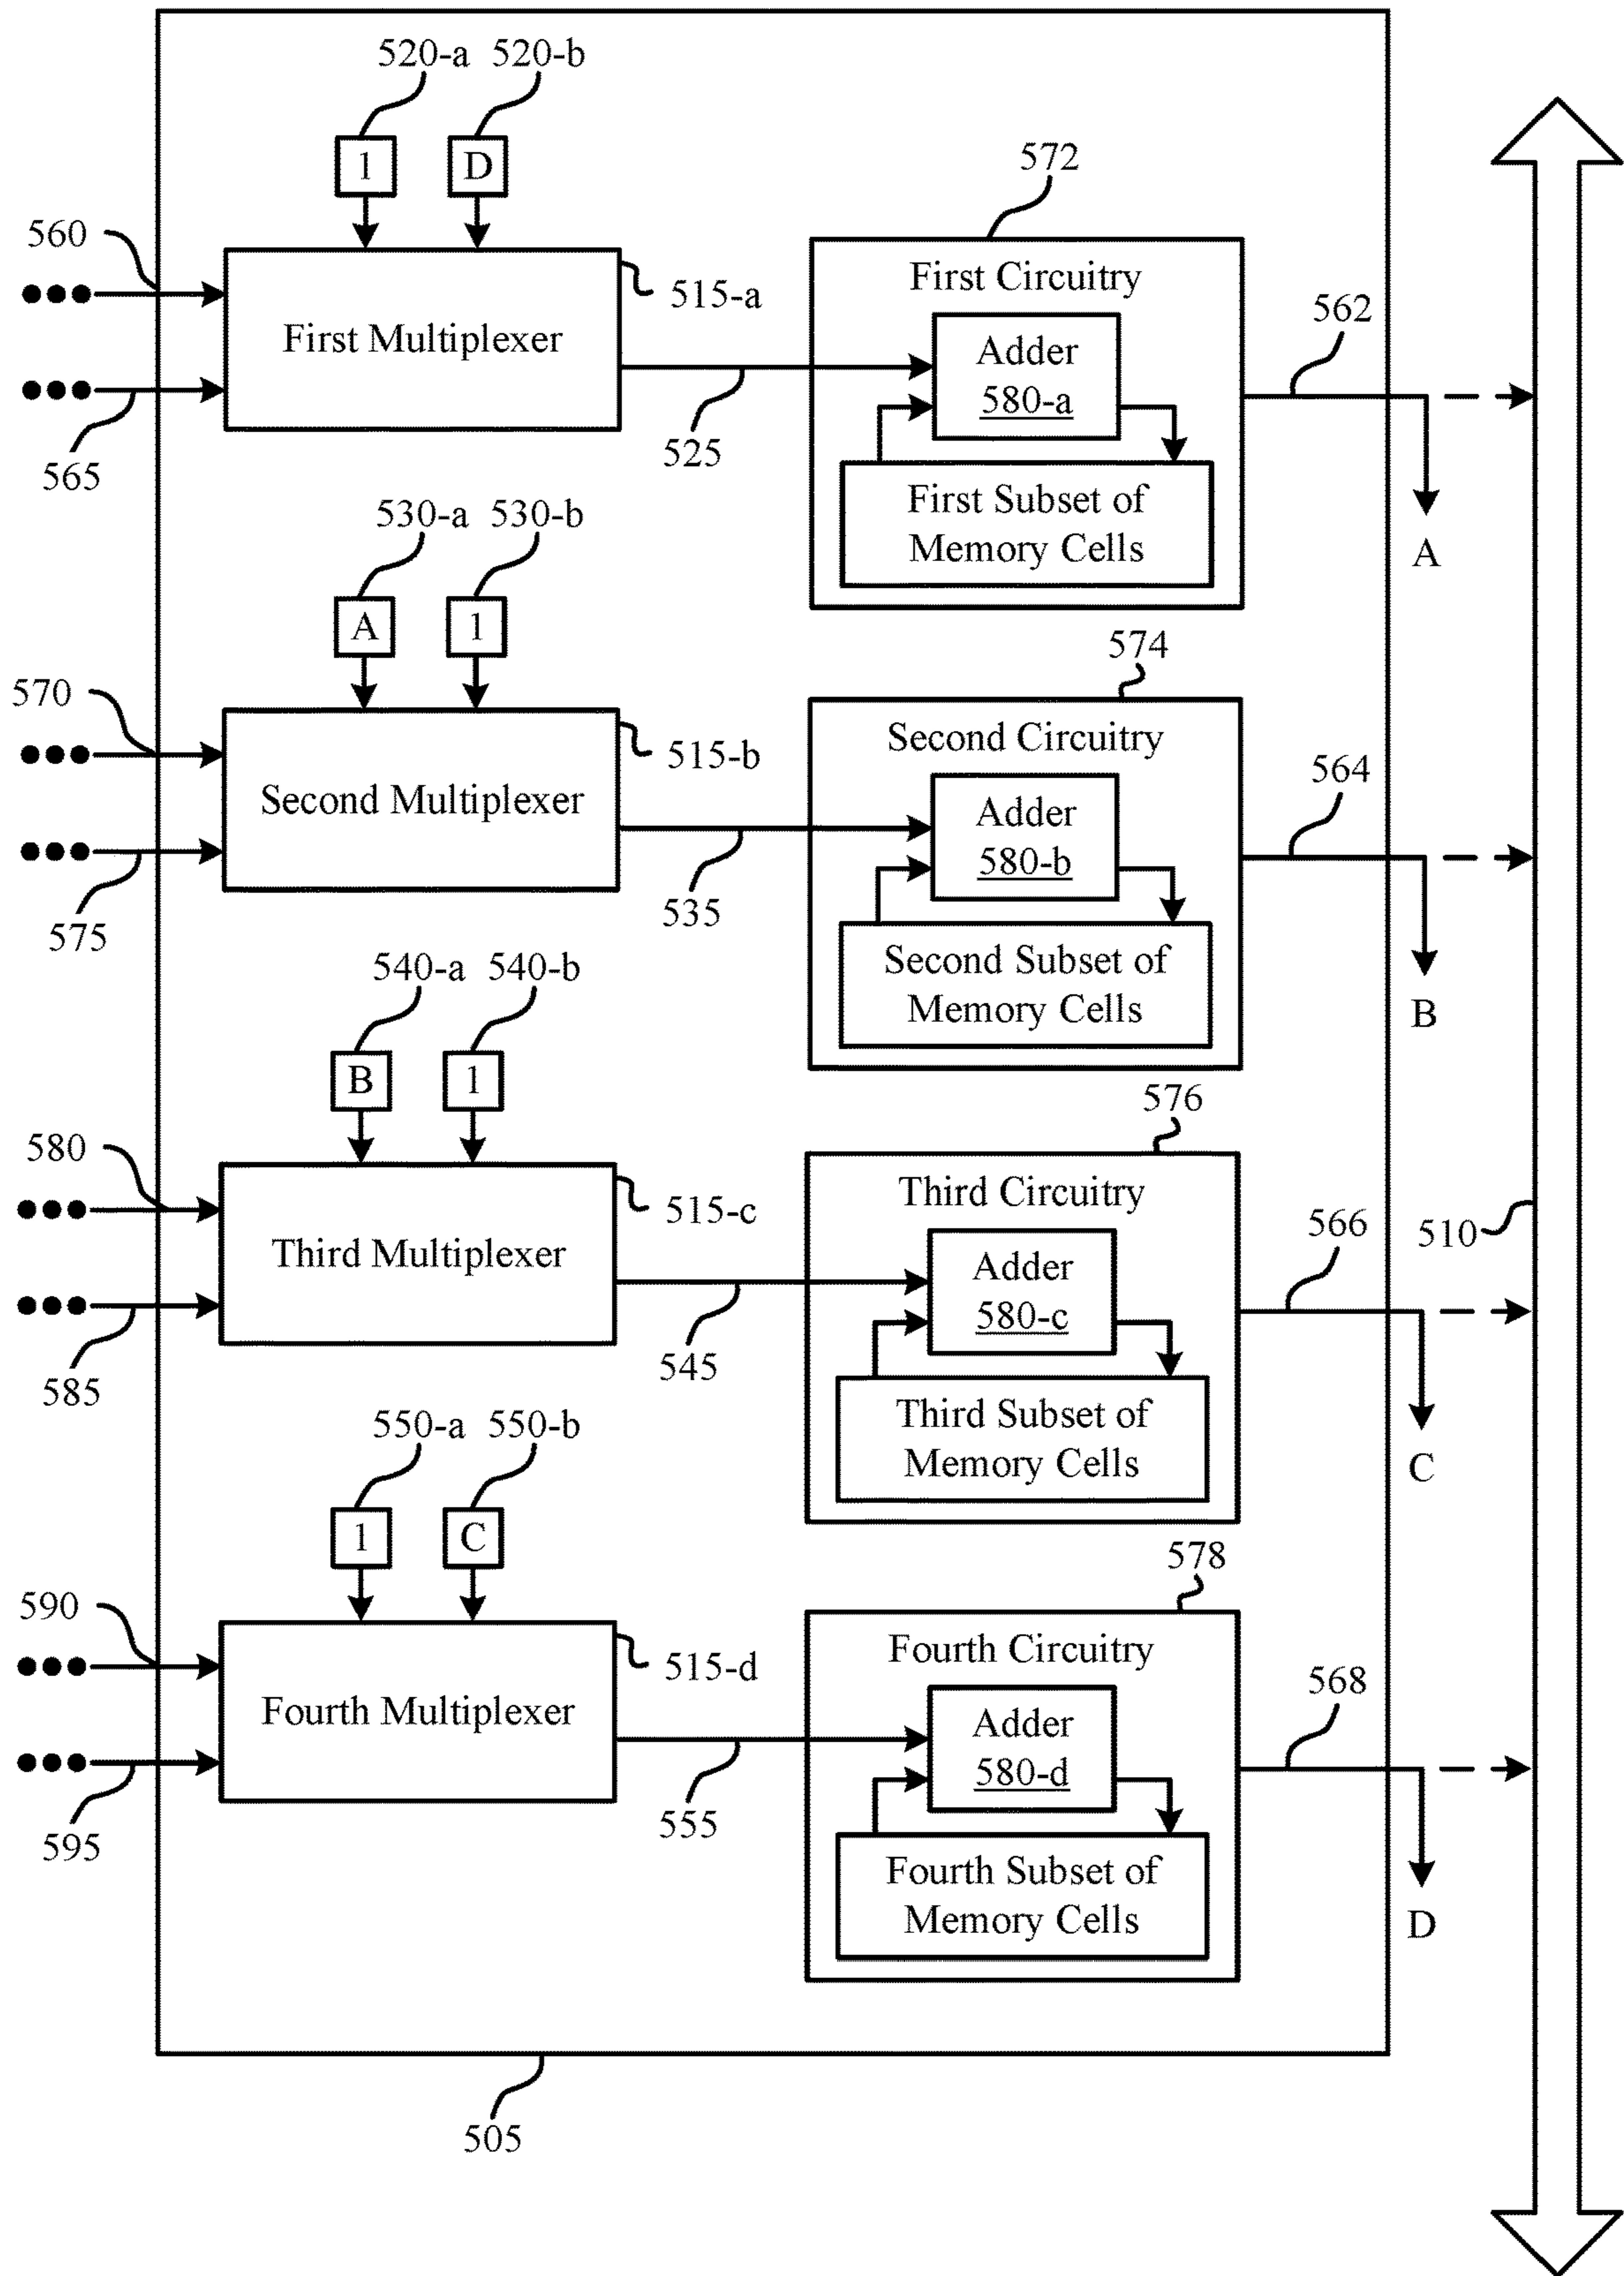 520-a 520-b
1 D
572
560
First Circuitry
515-a
562
First Multiplexer
Adder
580-a
565
525
First Subset of
Memory Cells
A
530-a 530-b
A 1
574
570
Second Circuitry
515-b
564
Second Multiplexer
Adder
580-b
575
535
Second Subset of
Memory Cells
B
540-a 540-b
B 1
576
580
Third Circuitry
515-c
566
510
Third Multiplexer
Adder
580-c
585
545
Third Subset of
Memory Cells
C
550-a 550-b
1 C
578
590
Fourth Circuitry
515-d
568
Fourth Multiplexer
Adder
580-d
595
555
Fourth Subset of
Memory Cells
D
505